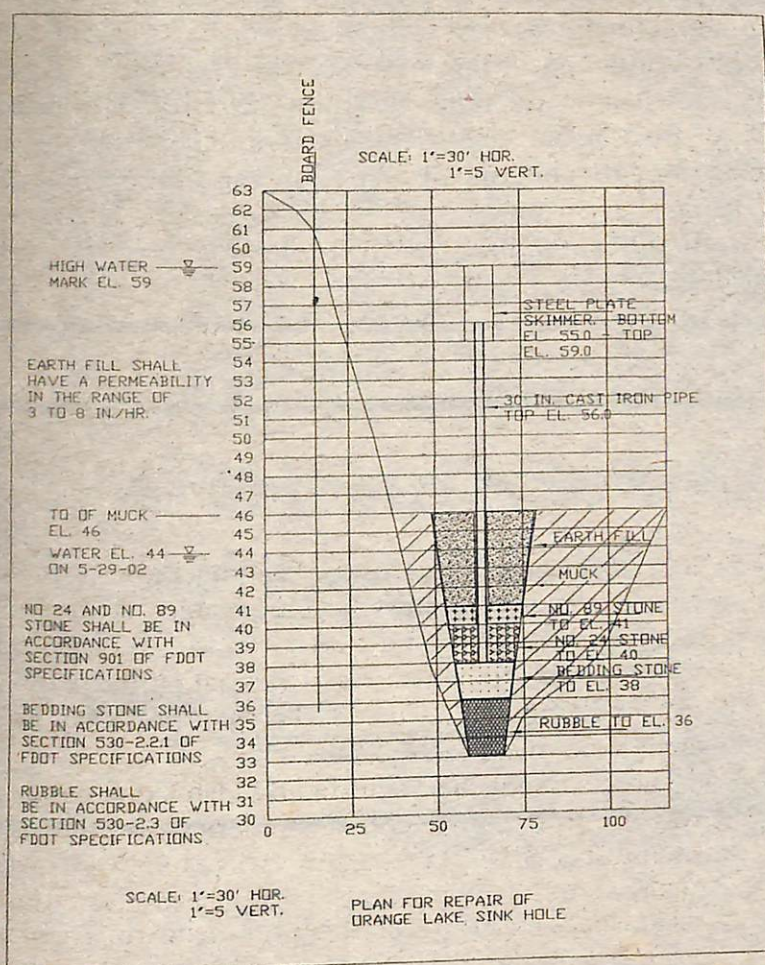 BOARD FENCE
SCALE: 1"=30' HOR.
1"=5 VERT.
63
62
61
60
59
58
57
56
55
54
53
52
51
50
49
48
47
46
45
44
43
42
41
40
39
38
37
36
35
34
33
32
31
30
HIGH WATER
MARK EL. 59
EARTH FILL SHALL
HAVE A PERMEABILITY
IN THE RANGE OF
3 TO 8 IN./HR.
TO OF MUCK
EL. 46
WATER EL. 44
ON 5-29-02
NO 24 AND NO. 89
STONE SHALL BE IN
ACCORDANCE WITH
SECTION 901 OF FDOT
SPECIFICATIONS
BEDDING STONE SHALL
BE IN ACCORDANCE WITH
SECTION 530-2.2.1 OF
FDOT SPECIFICATIONS
RUBBLE SHALL
BE IN ACCORDANCE WITH
SECTION 530-2.3 OF
FDOT SPECIFICATIONS
STEEL PLATE
SKIMMER. BOTTOM
EL 55.0 - TOP
EL. 59.0
30 IN. CAST IRON PIPE
TOP EL. 56.0
EARTH FILL
MUCK
NO. 89 STONE
TO EL. 41
NO. 24 STONE
TO EL 40
BEDDING STONE
TO EL. 38
RUBBLE TO EL. 36
0 25 50 75 100
SCALE: 1"=30' HOR.
1"=5 VERT.
PLAN FOR REPAIR OF
ORANGE LAKE SINK HOLE